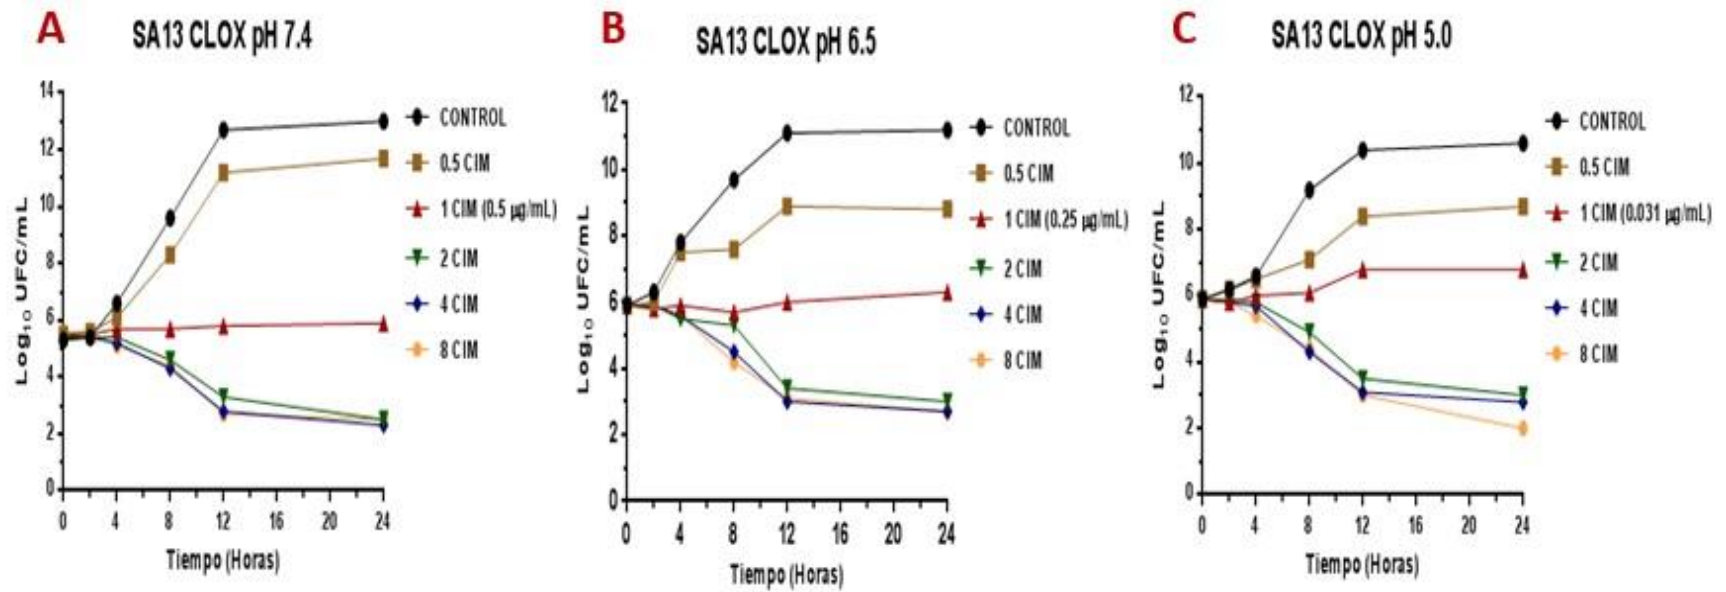 A
SA13 CLOX pH 7.4
Log₁₀ UFC/mL
14
12
10
8
6
4
2
0
0 4 8 12 16 20 24
Tiempo (Horas)
CONTROL
0.5 CIM
1 CIM (0.5 µg/mL)
2 CIM
4 CIM
8 CIM
B
SA13 CLOX pH 6.5
Log₁₀ UFC/mL
12
10
8
6
4
2
0
0 4 8 12 16 20 24
Tiempo (Horas)
CONTROL
0.5 CIM
1 CIM (0.25 µg/mL)
2 CIM
4 CIM
8 CIM
C
SA13 CLOX pH 5.0
Log₁₀ UFC/mL
12
10
8
6
4
2
0
0 4 8 12 16 20 24
Tiempo (Horas)
CONTROL
0.5 CIM
1 CIM (0.031 µg/mL)
2 CIM
4 CIM
8 CIM